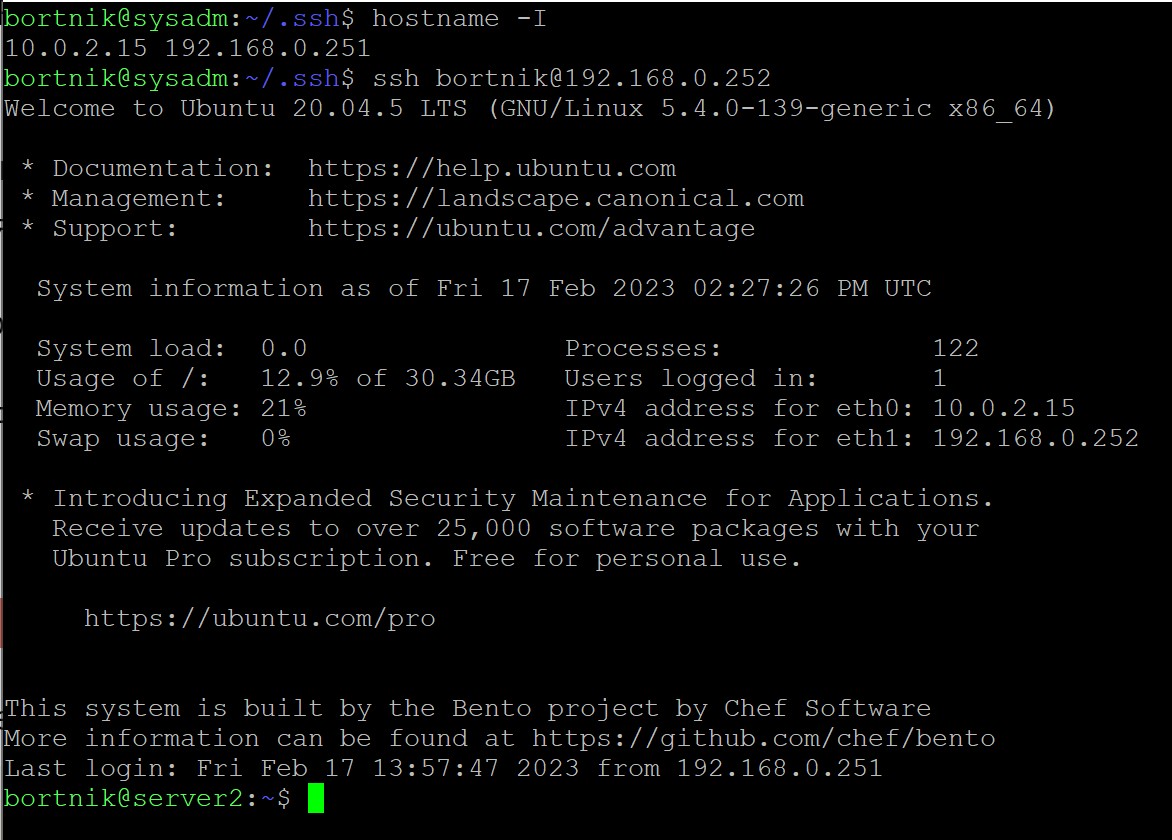 bortnik@sysadm:~/.ssh$ hostname -I
10.0.2.15 192.168.0.251
bortnik@sysadm:~/.ssh$ ssh bortnik@192.168.0.252
Welcome to Ubuntu 20.04.5 LTS (GNU/Linux 5.4.0-139-generic x86_64)
* Documentation:  https://help.ubuntu.com
* Management:     https://landscape.canonical.com
* Support:        https://ubuntu.com/advantage
System information as of Fri 17 Feb 2023 02:27:26 PM UTC
System load:  0.0                Processes:             122
Usage of /:   12.9% of 30.34GB   Users logged in:       1
Memory usage: 21%                IPv4 address for eth0: 10.0.2.15
Swap usage:   0%                 IPv4 address for eth1: 192.168.0.252
* Introducing Expanded Security Maintenance for Applications.
Receive updates to over 25,000 software packages with your
Ubuntu Pro subscription. Free for personal use.
https://ubuntu.com/pro
This system is built by the Bento project by Chef Software
More information can be found at https://github.com/chef/bento
Last login: Fri Feb 17 13:57:47 2023 from 192.168.0.251
bortnik@server2:~$